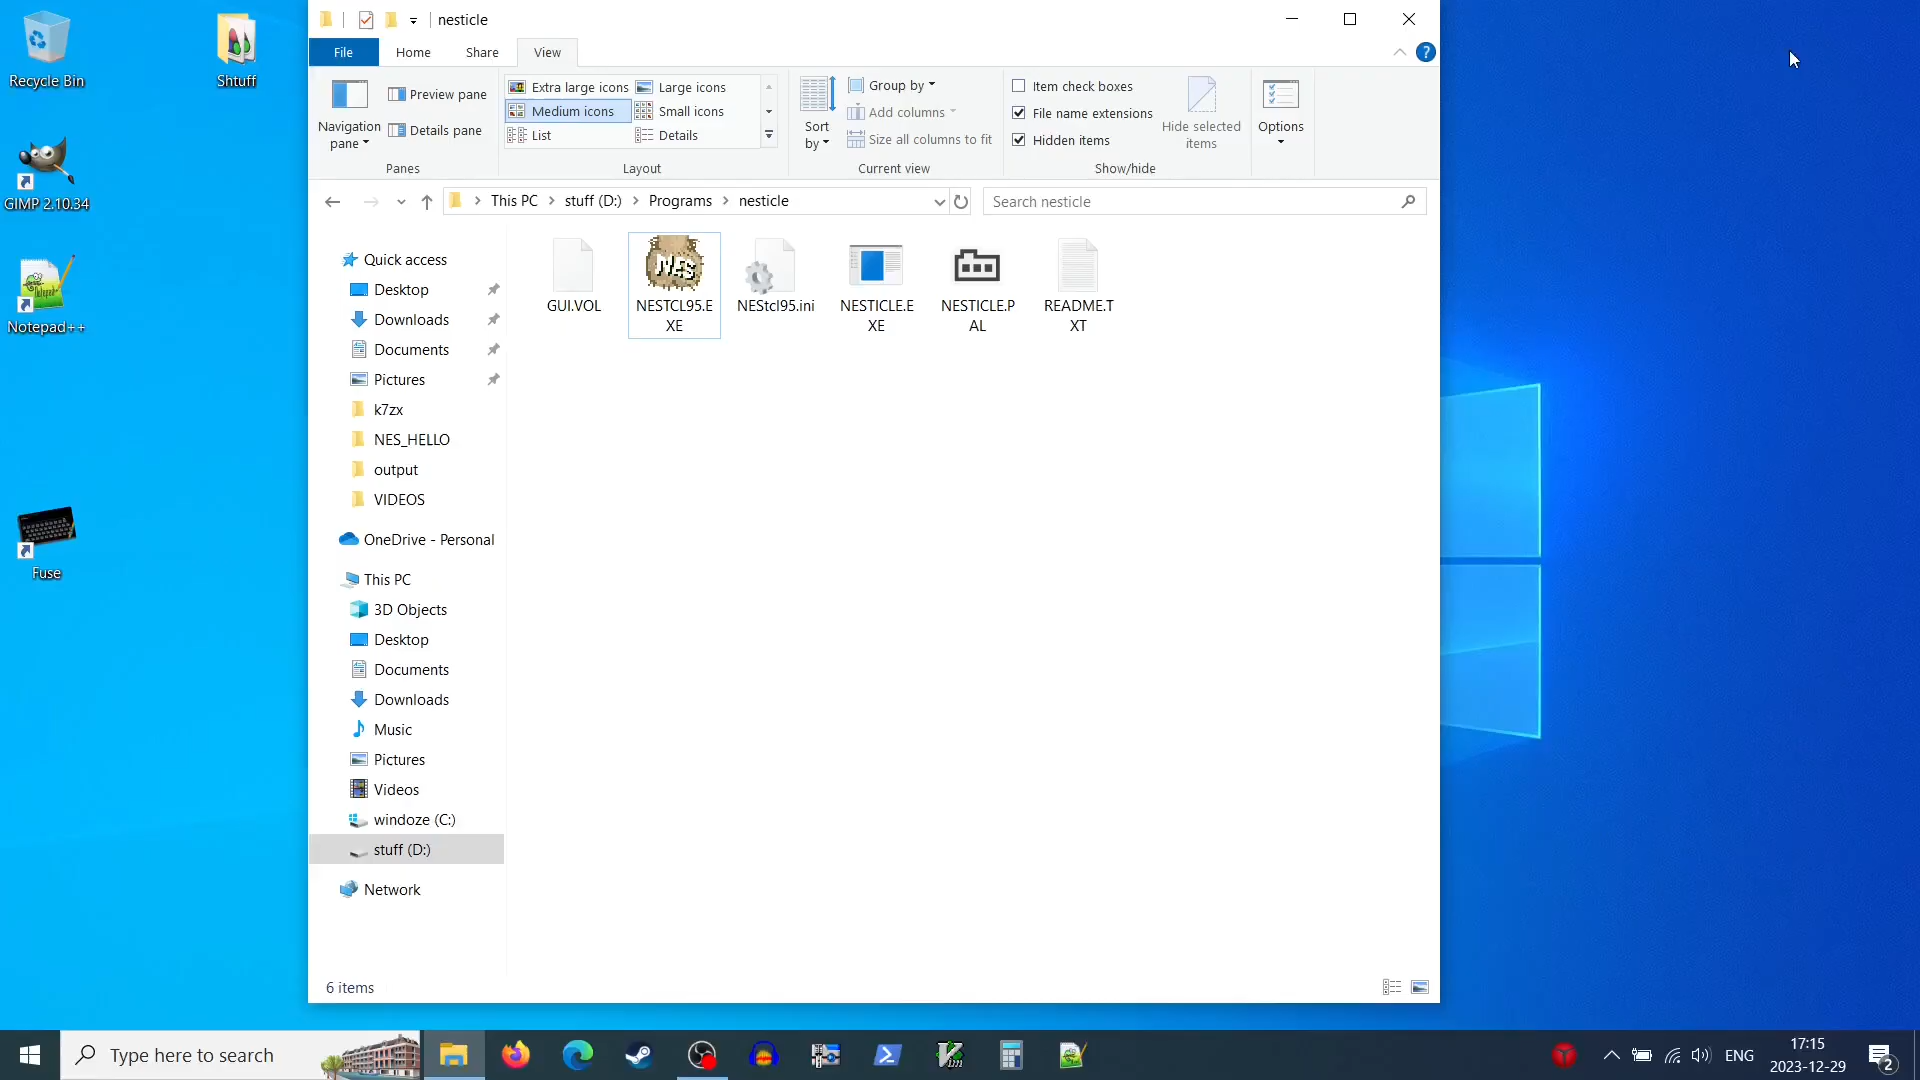 Recycle Bin
Shtuff
GIMP 2.10.34
Notepad++
Fuse
nesticle
File
Home
Share
View
Navigation pane
Preview pane
Details pane
Panes
Extra large icons
Large icons
Medium icons
Small icons
List
Details
Layout
Sort by
Group by
Add columns
Size all columns to fit
Current view
Item check boxes
File name extensions
Hidden items
Hide selected items
Show/hide
Options
This PC
stuff (D:)
Programs
nesticle
Search nesticle
Quick access
Desktop
Downloads
Documents
Pictures
k7zx
NES_HELLO
output
VIDEOS
OneDrive - Personal
This PC
3D Objects
Desktop
Documents
Downloads
Music
Pictures
Videos
windoze (C:)
stuff (D:)
Network
GUI.VOL
NES
NESTCL95.E
XE
NEStcl95.ini
NESTICLE.E
XE
NESTICLE.P
AL
README.T
XT
6 items
Type here to search
ENG
17:15
2023-12-29
2